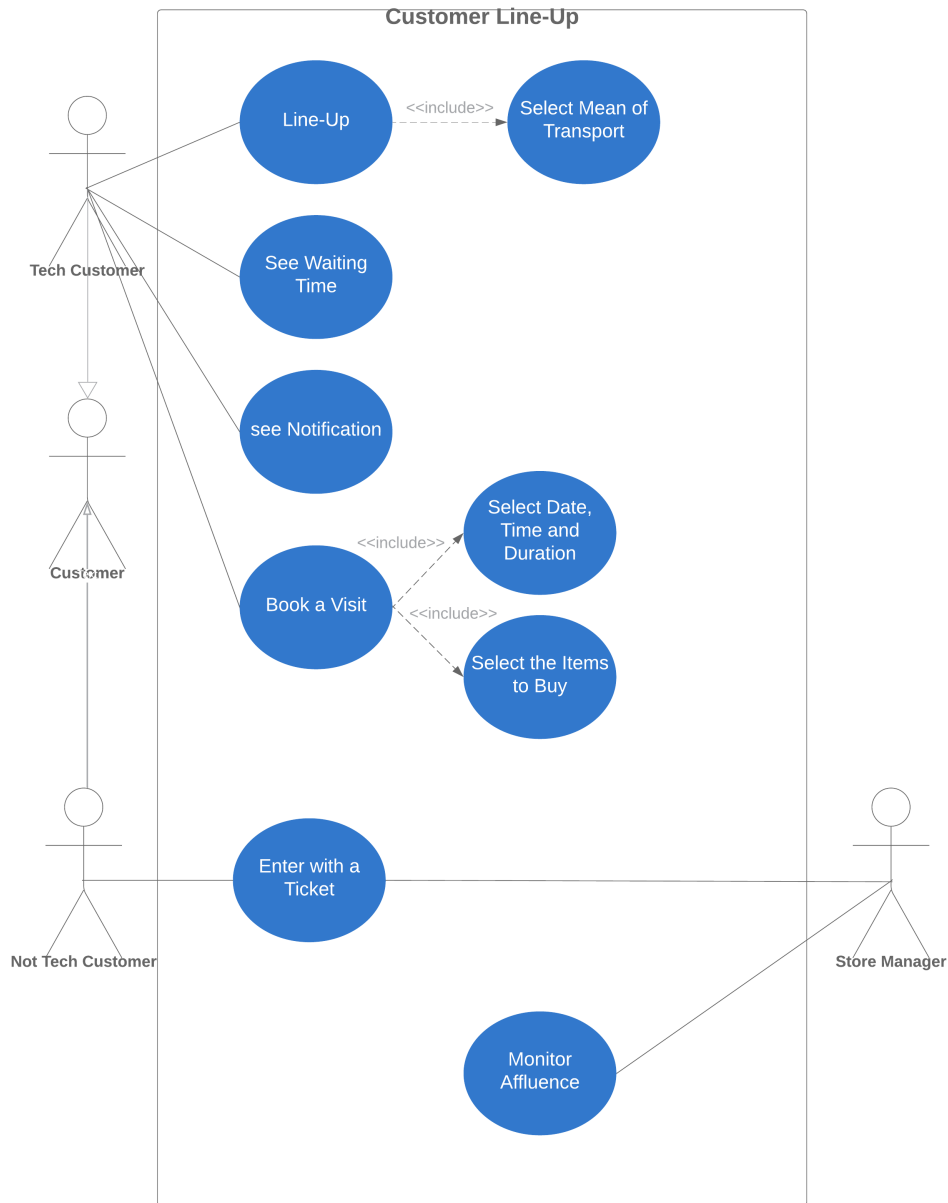 Customer Line-Up
Line-Up
<<include>>
Select Mean of
Transport
Tech Customer
See Waiting
Time
see Notification
Customer
Book a Visit
<<include>>
Select Date,
Time and
Duration
<<include>>
Select the Items
to Buy
Not Tech Customer
Enter with a
Ticket
Store Manager
Monitor
Affluence